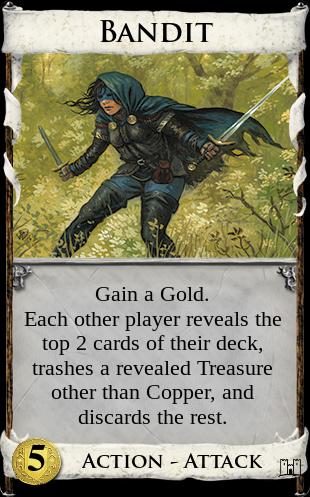 BANDIT
Gain a Gold.
Each other player reveals the
top 2 cards of their deck,
trashes a revealed Treasure
other than Copper, and
discards the rest.
5 ACTION - ATTACK